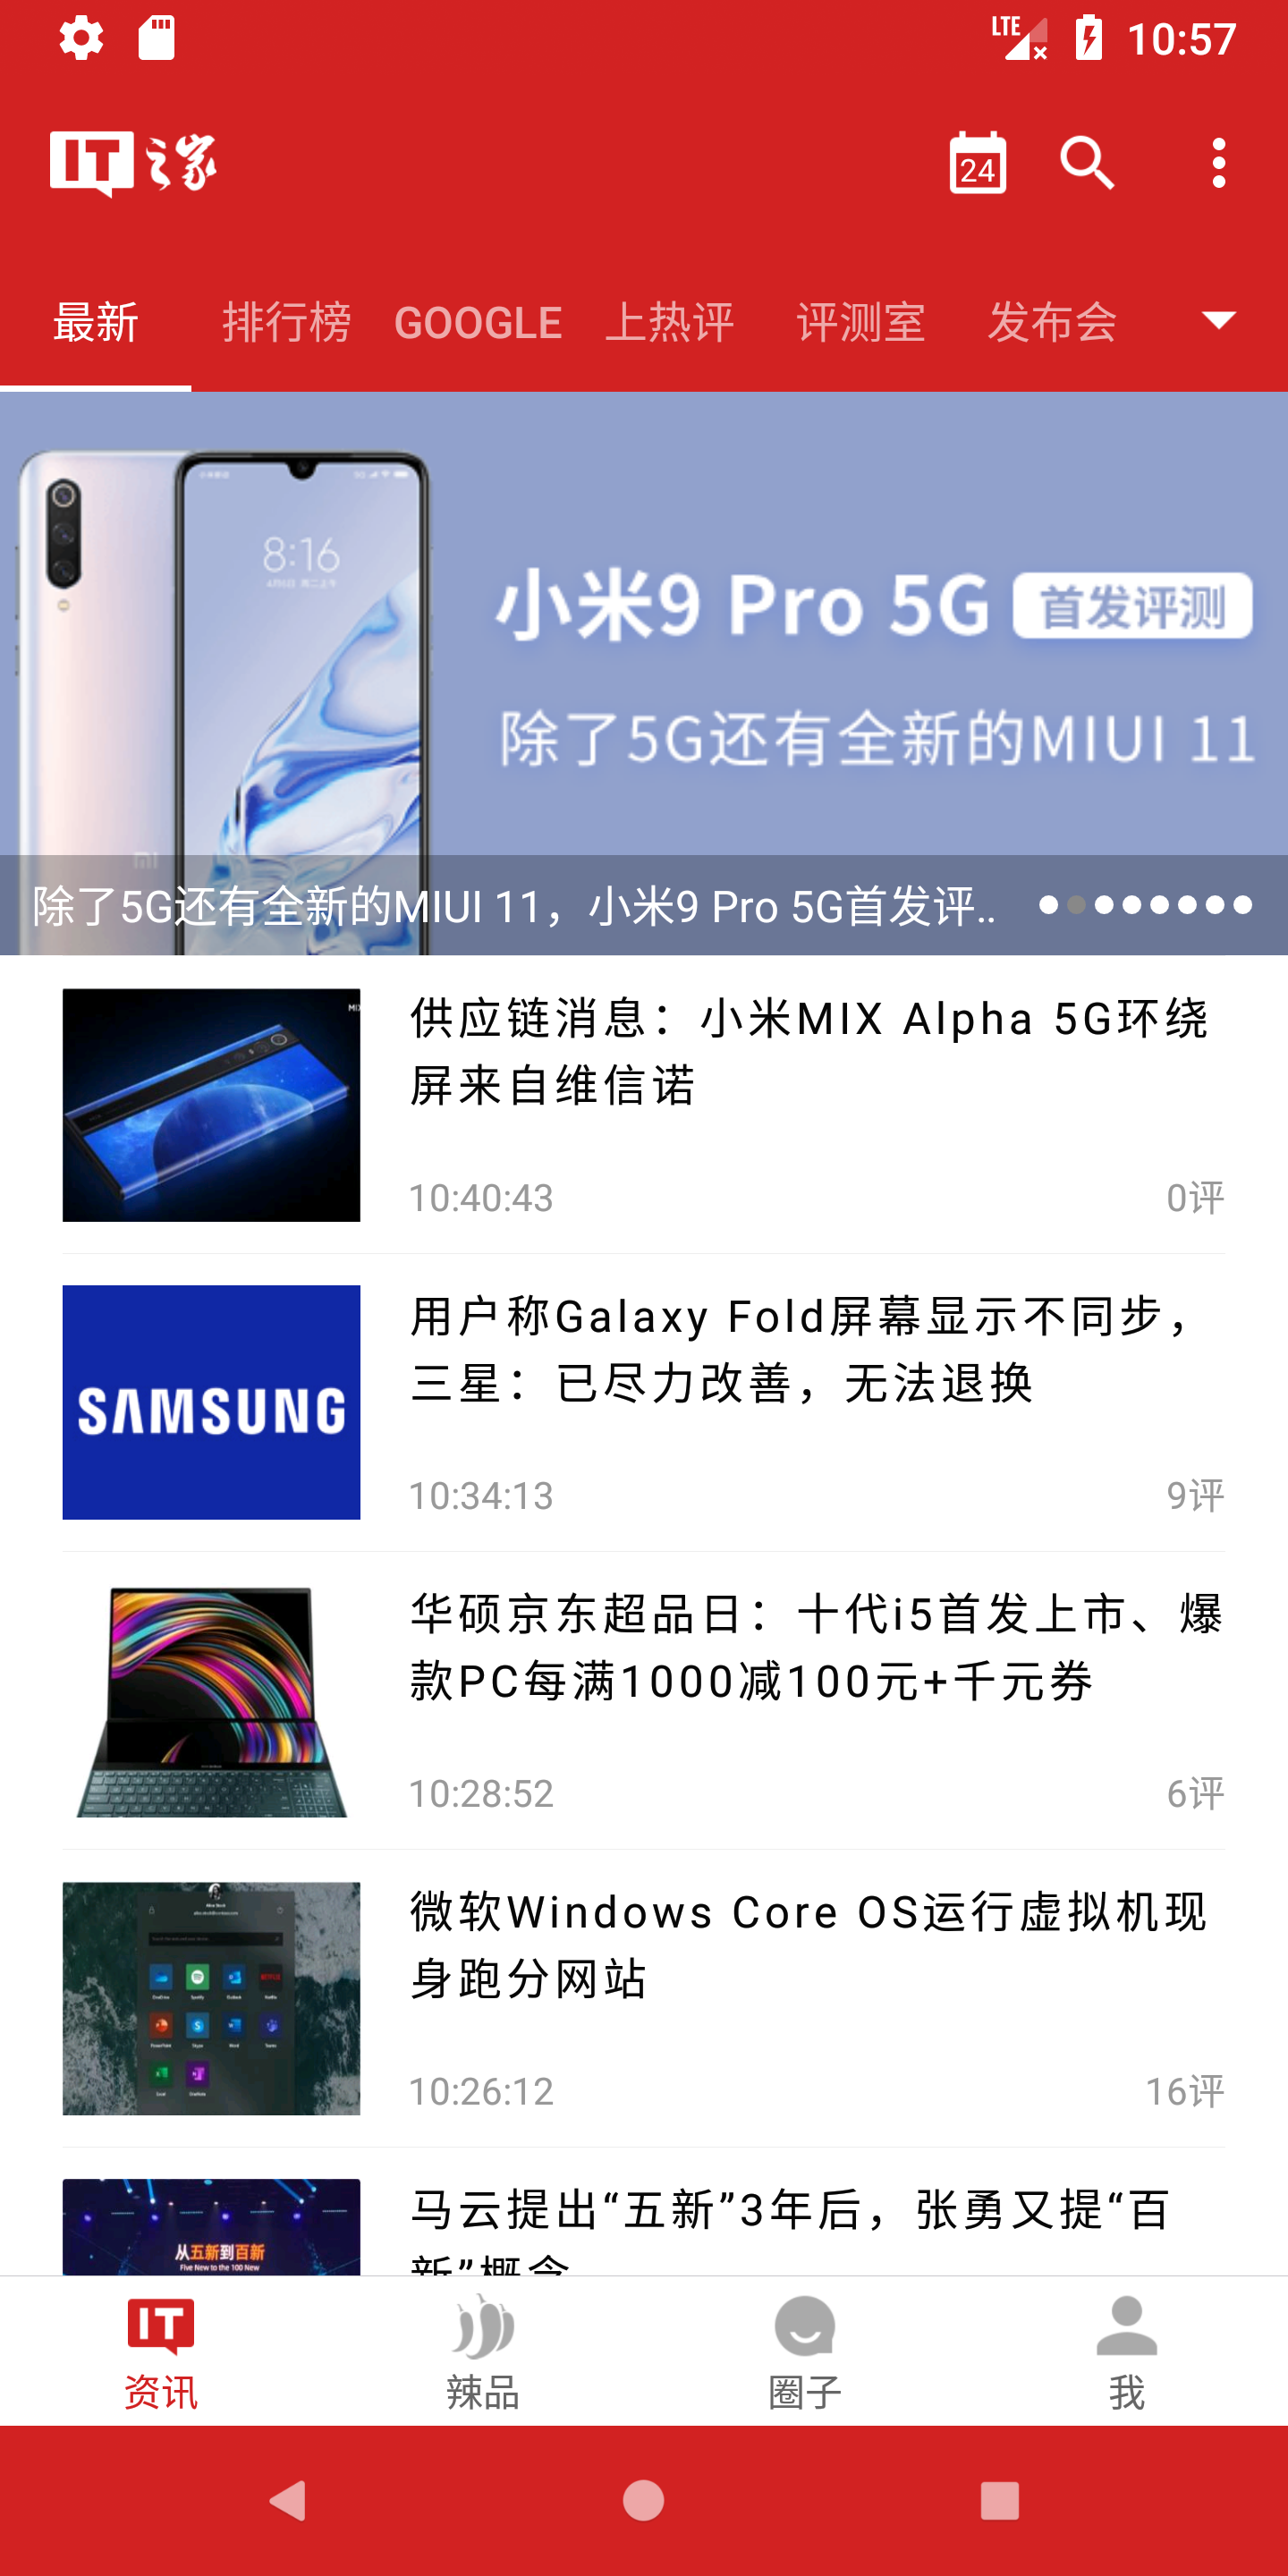 LTE 10:57
IT之家
24
最新 排行榜 GOOGLE 上热评 评测室 发布会
8:16
小米9 Pro 5G 首发评测
除了5G还有全新的MIUI 11
除了5G还有全新的MIUI 11，小米9 Pro 5G首发评..
供应链消息：小米MIX Alpha 5G环绕
屏来自维信诺
10:40:43 0评
SAMSUNG
用户称Galaxy Fold屏幕显示不同步，
三星：已尽力改善，无法退换
10:34:13 9评
华硕京东超品日：十代i5首发上市、爆
款PC每满1000减100元+千元券
10:28:52 6评
微软Windows Core OS运行虚拟机现
身跑分网站
10:26:12 16评
从五新到百新
Five New to the 100 New
马云提出“五新”3年后，张勇又提“百
新”概念
IT
资讯 辣品 圈子 我